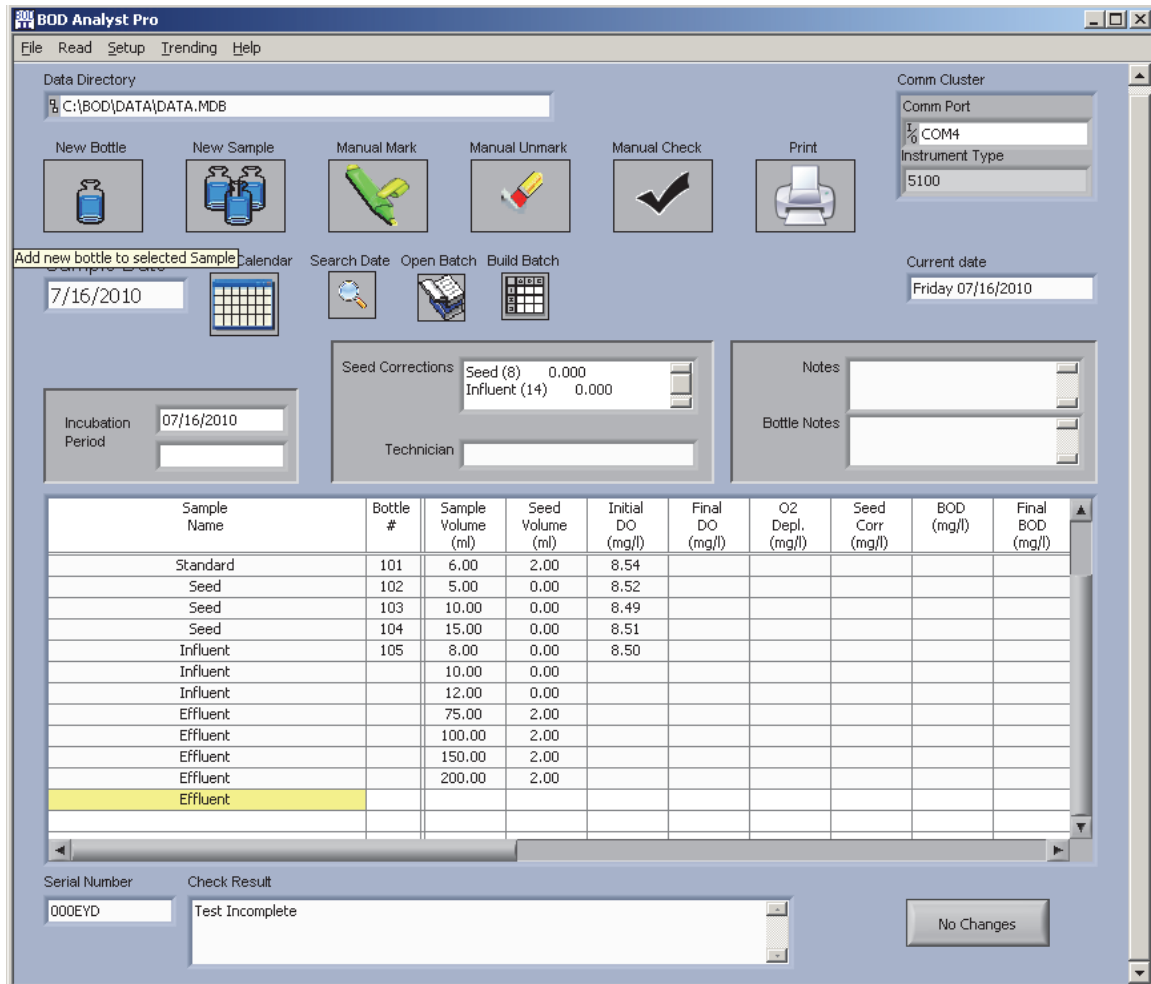 BOD Analyst Pro
File Read Setup Trending Help
Data Directory
C:\BOD\DATA\DATA.MDB
Comm Cluster
Comm Port
COM4
Instrument Type
5100
New Bottle New Sample Manual Mark Manual Unmark Manual Check Print
Add new bottle to selected Sample
Calendar Search Date Open Batch Build Batch
7/16/2010
Current date
Friday 07/16/2010
Incubation Period
07/16/2010
Seed Corrections
Seed (8) 0.000
Influent (14) 0.000
Technician
Notes
Bottle Notes
Sample Name Bottle # Sample Volume (ml) Seed Volume (ml) Initial DO (mg/l) Final DO (mg/l) O2 Depl. (mg/l) Seed Corr (mg/l) BOD (mg/l) Final BOD (mg/l)
Standard 101 6.00 2.00 8.54
Seed 102 5.00 0.00 8.52
Seed 103 10.00 0.00 8.49
Seed 104 15.00 0.00 8.51
Influent 105 8.00 0.00 8.50
Influent 10.00 0.00
Influent 12.00 0.00
Effluent 75.00 2.00
Effluent 100.00 2.00
Effluent 150.00 2.00
Effluent 200.00 2.00
Effluent
Serial Number
000EYD
Check Result
Test Incomplete
No Changes